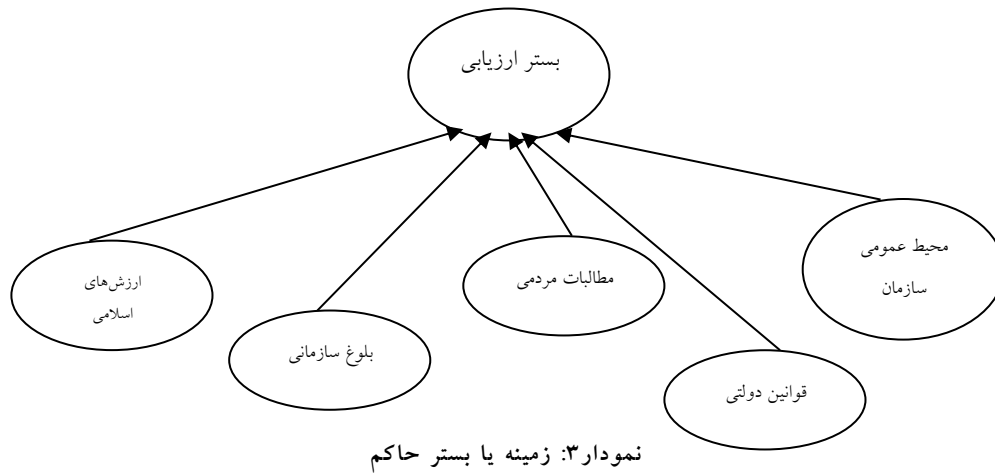 بستر ارزیابی
محیط عمومی
سازمان
مطالبات مردمی
ارزش‌های
اسلامی
بلوغ سازمانی
قوانین دولتی
نمودار۳: زمینه یا بستر حاکم